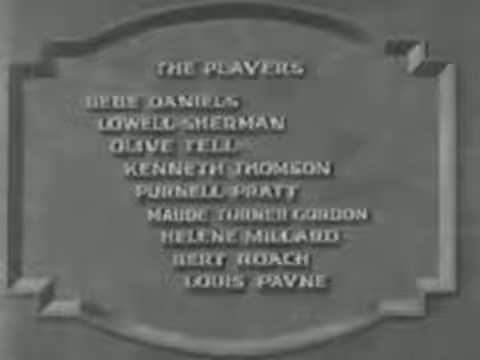 THE PLAYERS
BEBE DANIELS
LOWELL SHERMAN
OLIVE TELL
KENNETH THOMSON
PURNELL PRATT
MAUDE TURNER GORDON
HELENE MILLARD
BERT ROACH
LOUIS PAYNE